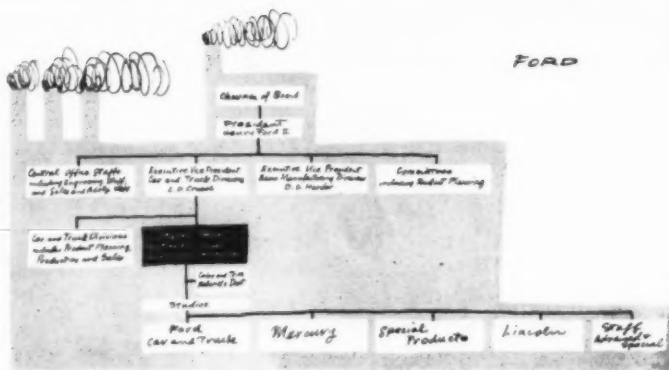 FORD
Chairman of Board
President
Henry Ford II
Central Office Staffs
including Engineering Staff
and Sales and Staff
Executive Vice President
Car and Truck Divisions
L. D. Crusoe
Executive Vice President
Basic Manufacturing Divisions
D. S. Harder
Committees
including Product Planning
Car and Truck Divisions
includes Product Planning,
Production and Sales
Color and Trim
Materials Dept
Studios
Ford
Car and Truck
Mercury
Special
Products
Lincoln
Staff
Advanced &
Special